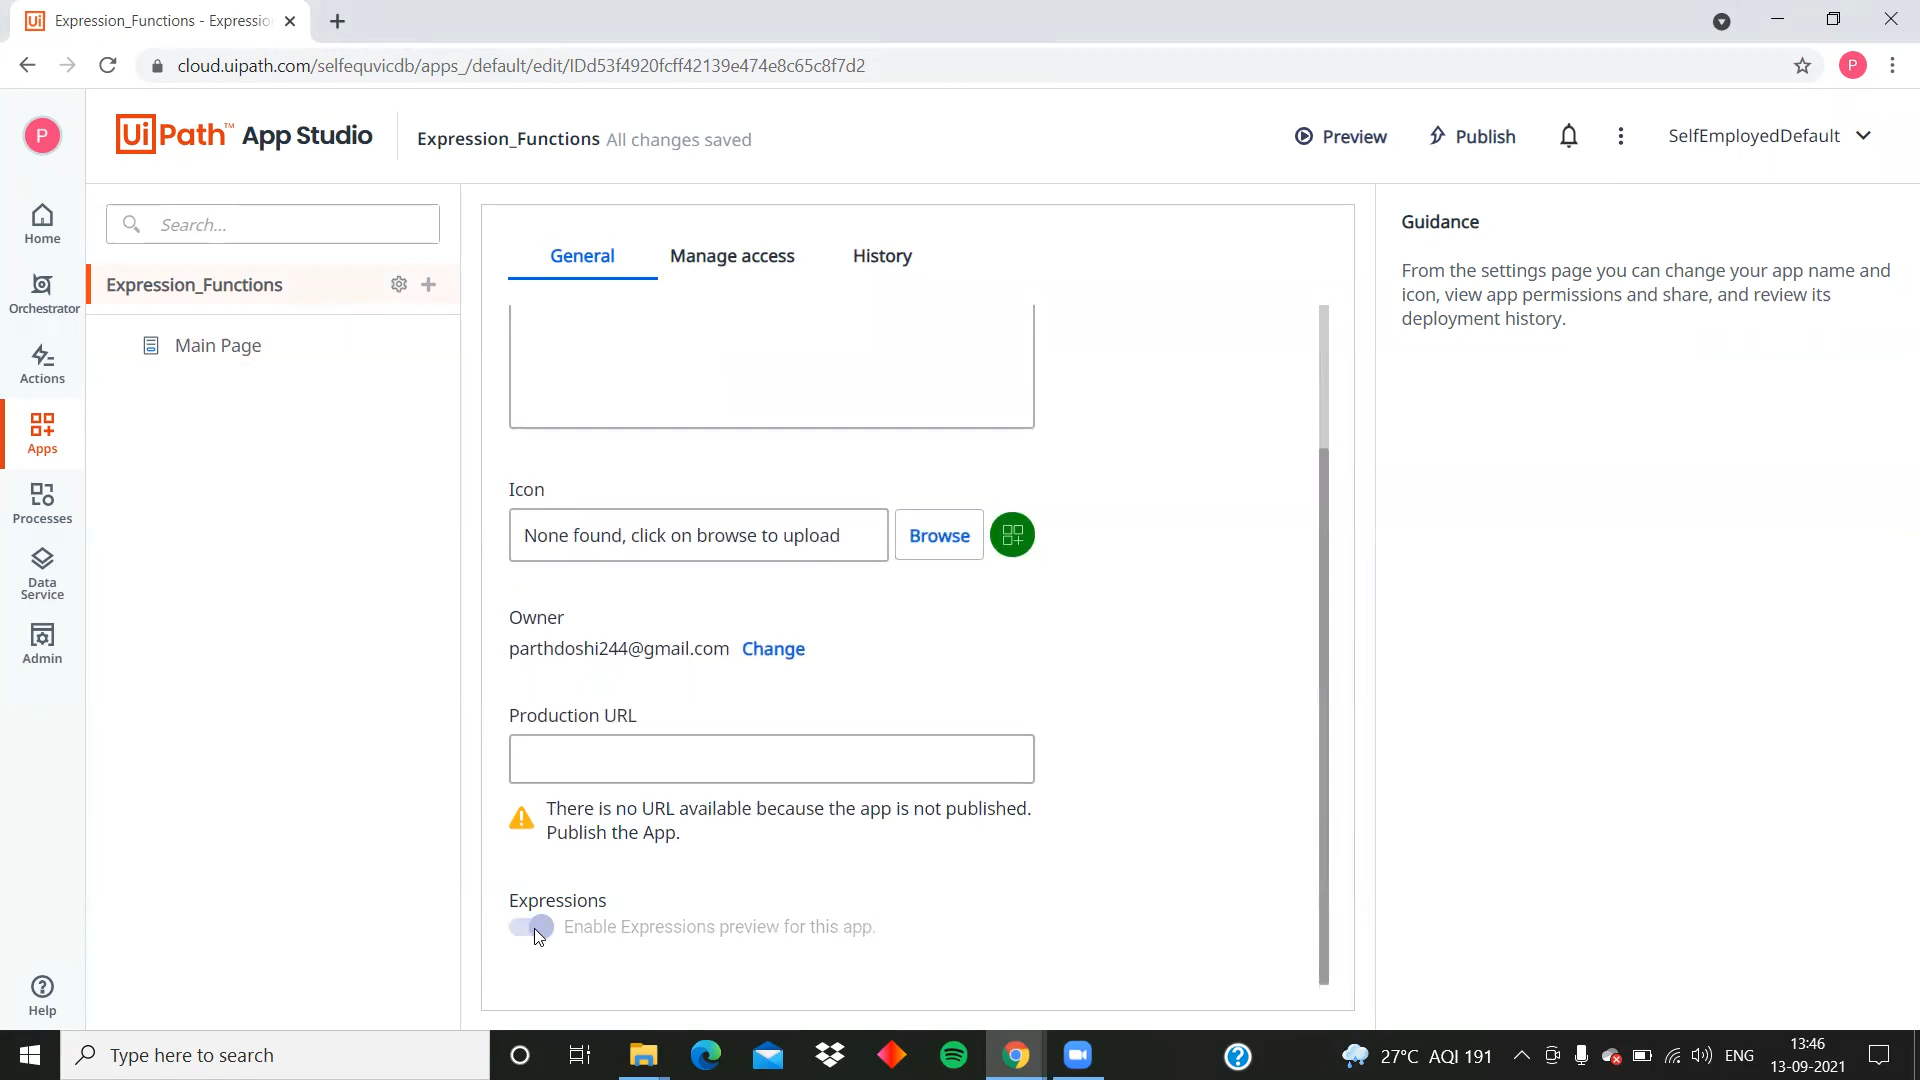 Expression_Functions - Expressio
cloud.uipath.com/selfequvicdb/apps_/default/edit/IDd53f4920fcff42139e474e8c65c8f7d2
P
P
UiPath™ App Studio
Expression_Functions All changes saved
Preview
Publish
SelfEmployedDefault
Home
Orchestrator
Actions
Apps
Processes
Data
Service
Admin
Help
Search...
Expression_Functions
Main Page
General
Manage access
History
Icon
None found, click on browse to upload
Browse
Owner
parthdoshi244@gmail.com Change
Production URL
There is no URL available because the app is not published.
Publish the App.
Expressions
Enable Expressions preview for this app.
Guidance
From the settings page you can change your app name and
icon, view app permissions and share, and review its
deployment history.
Type here to search
27°C AQI 191
ENG
13:46
13-09-2021